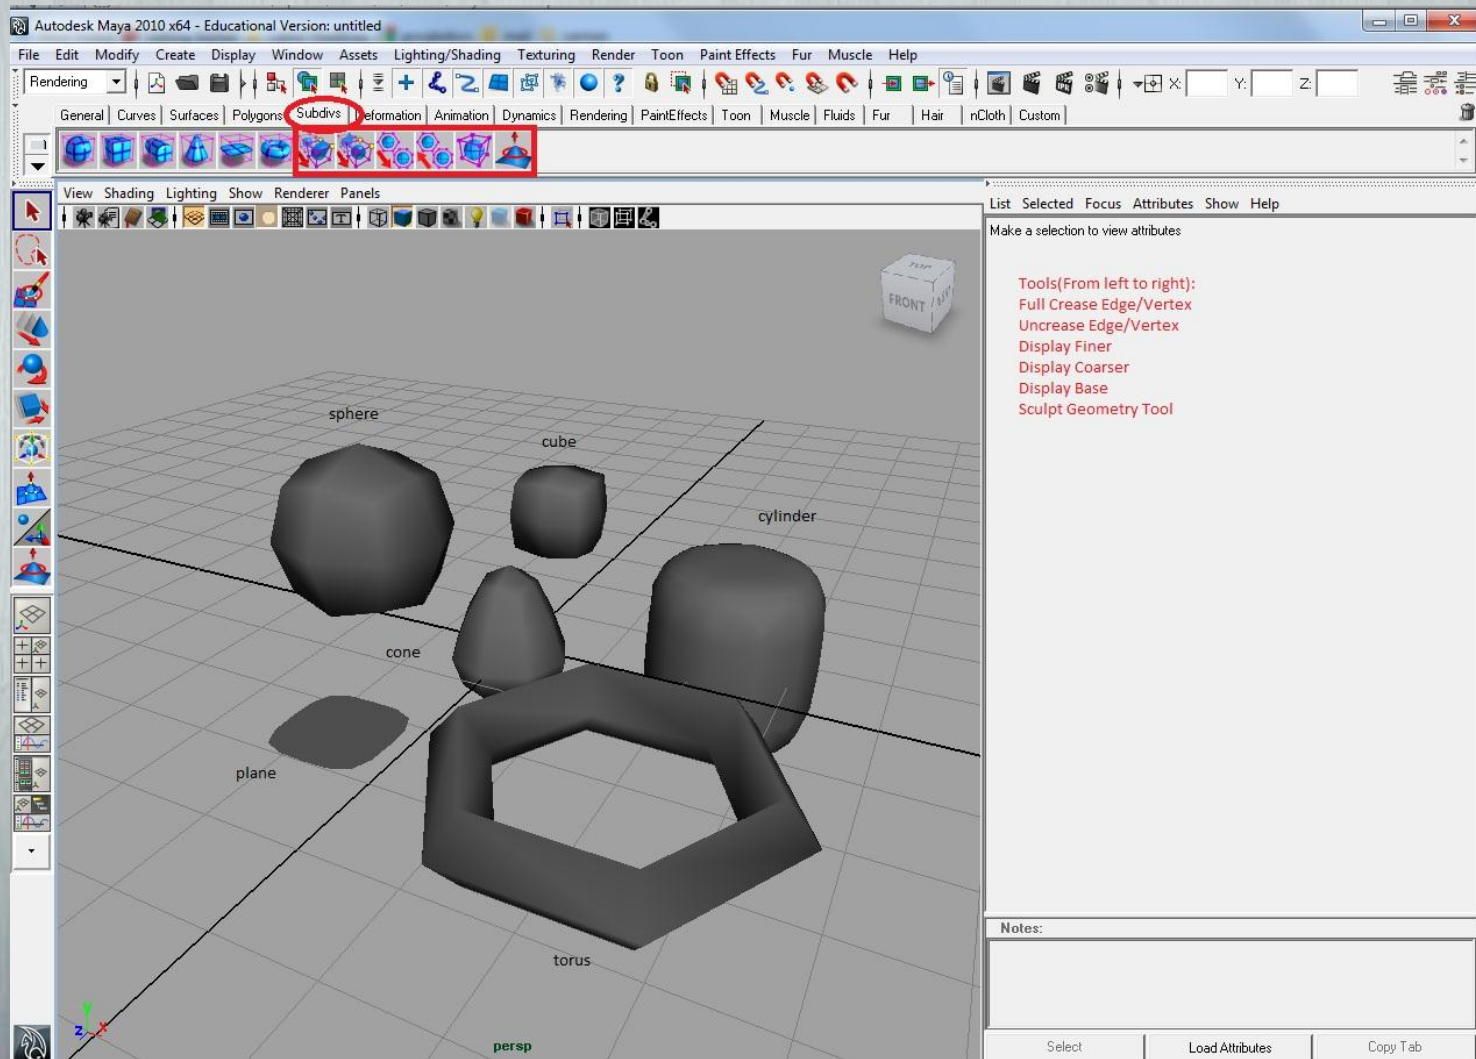 Autodesk Maya 2010 x64 - Educational Version: untitled
File Edit Modify Create Display Window Assets Lighting/Shading Texturing Render Toon Paint Effects Fur Muscle Help
Rendering X: Y: Z:
General Curves Surfaces Polygons Subdivs Deformation Animation Dynamics Rendering PaintEffects Toon Muscle Fluids Fur Hair nCloth Custom
View Shading Lighting Show Renderer Panels
List Selected Focus Attributes Show Help
Make a selection to view attributes
TOP
FRONT
Tools(From left to right):
Full Crease Edge/Vertex
Uncrease Edge/Vertex
Display Finer
Display Coarser
Display Base
Sculpt Geometry Tool
sphere
cube
cylinder
cone
plane
torus
y
z x
persp
Notes:
Select Load Attributes Copy Tab